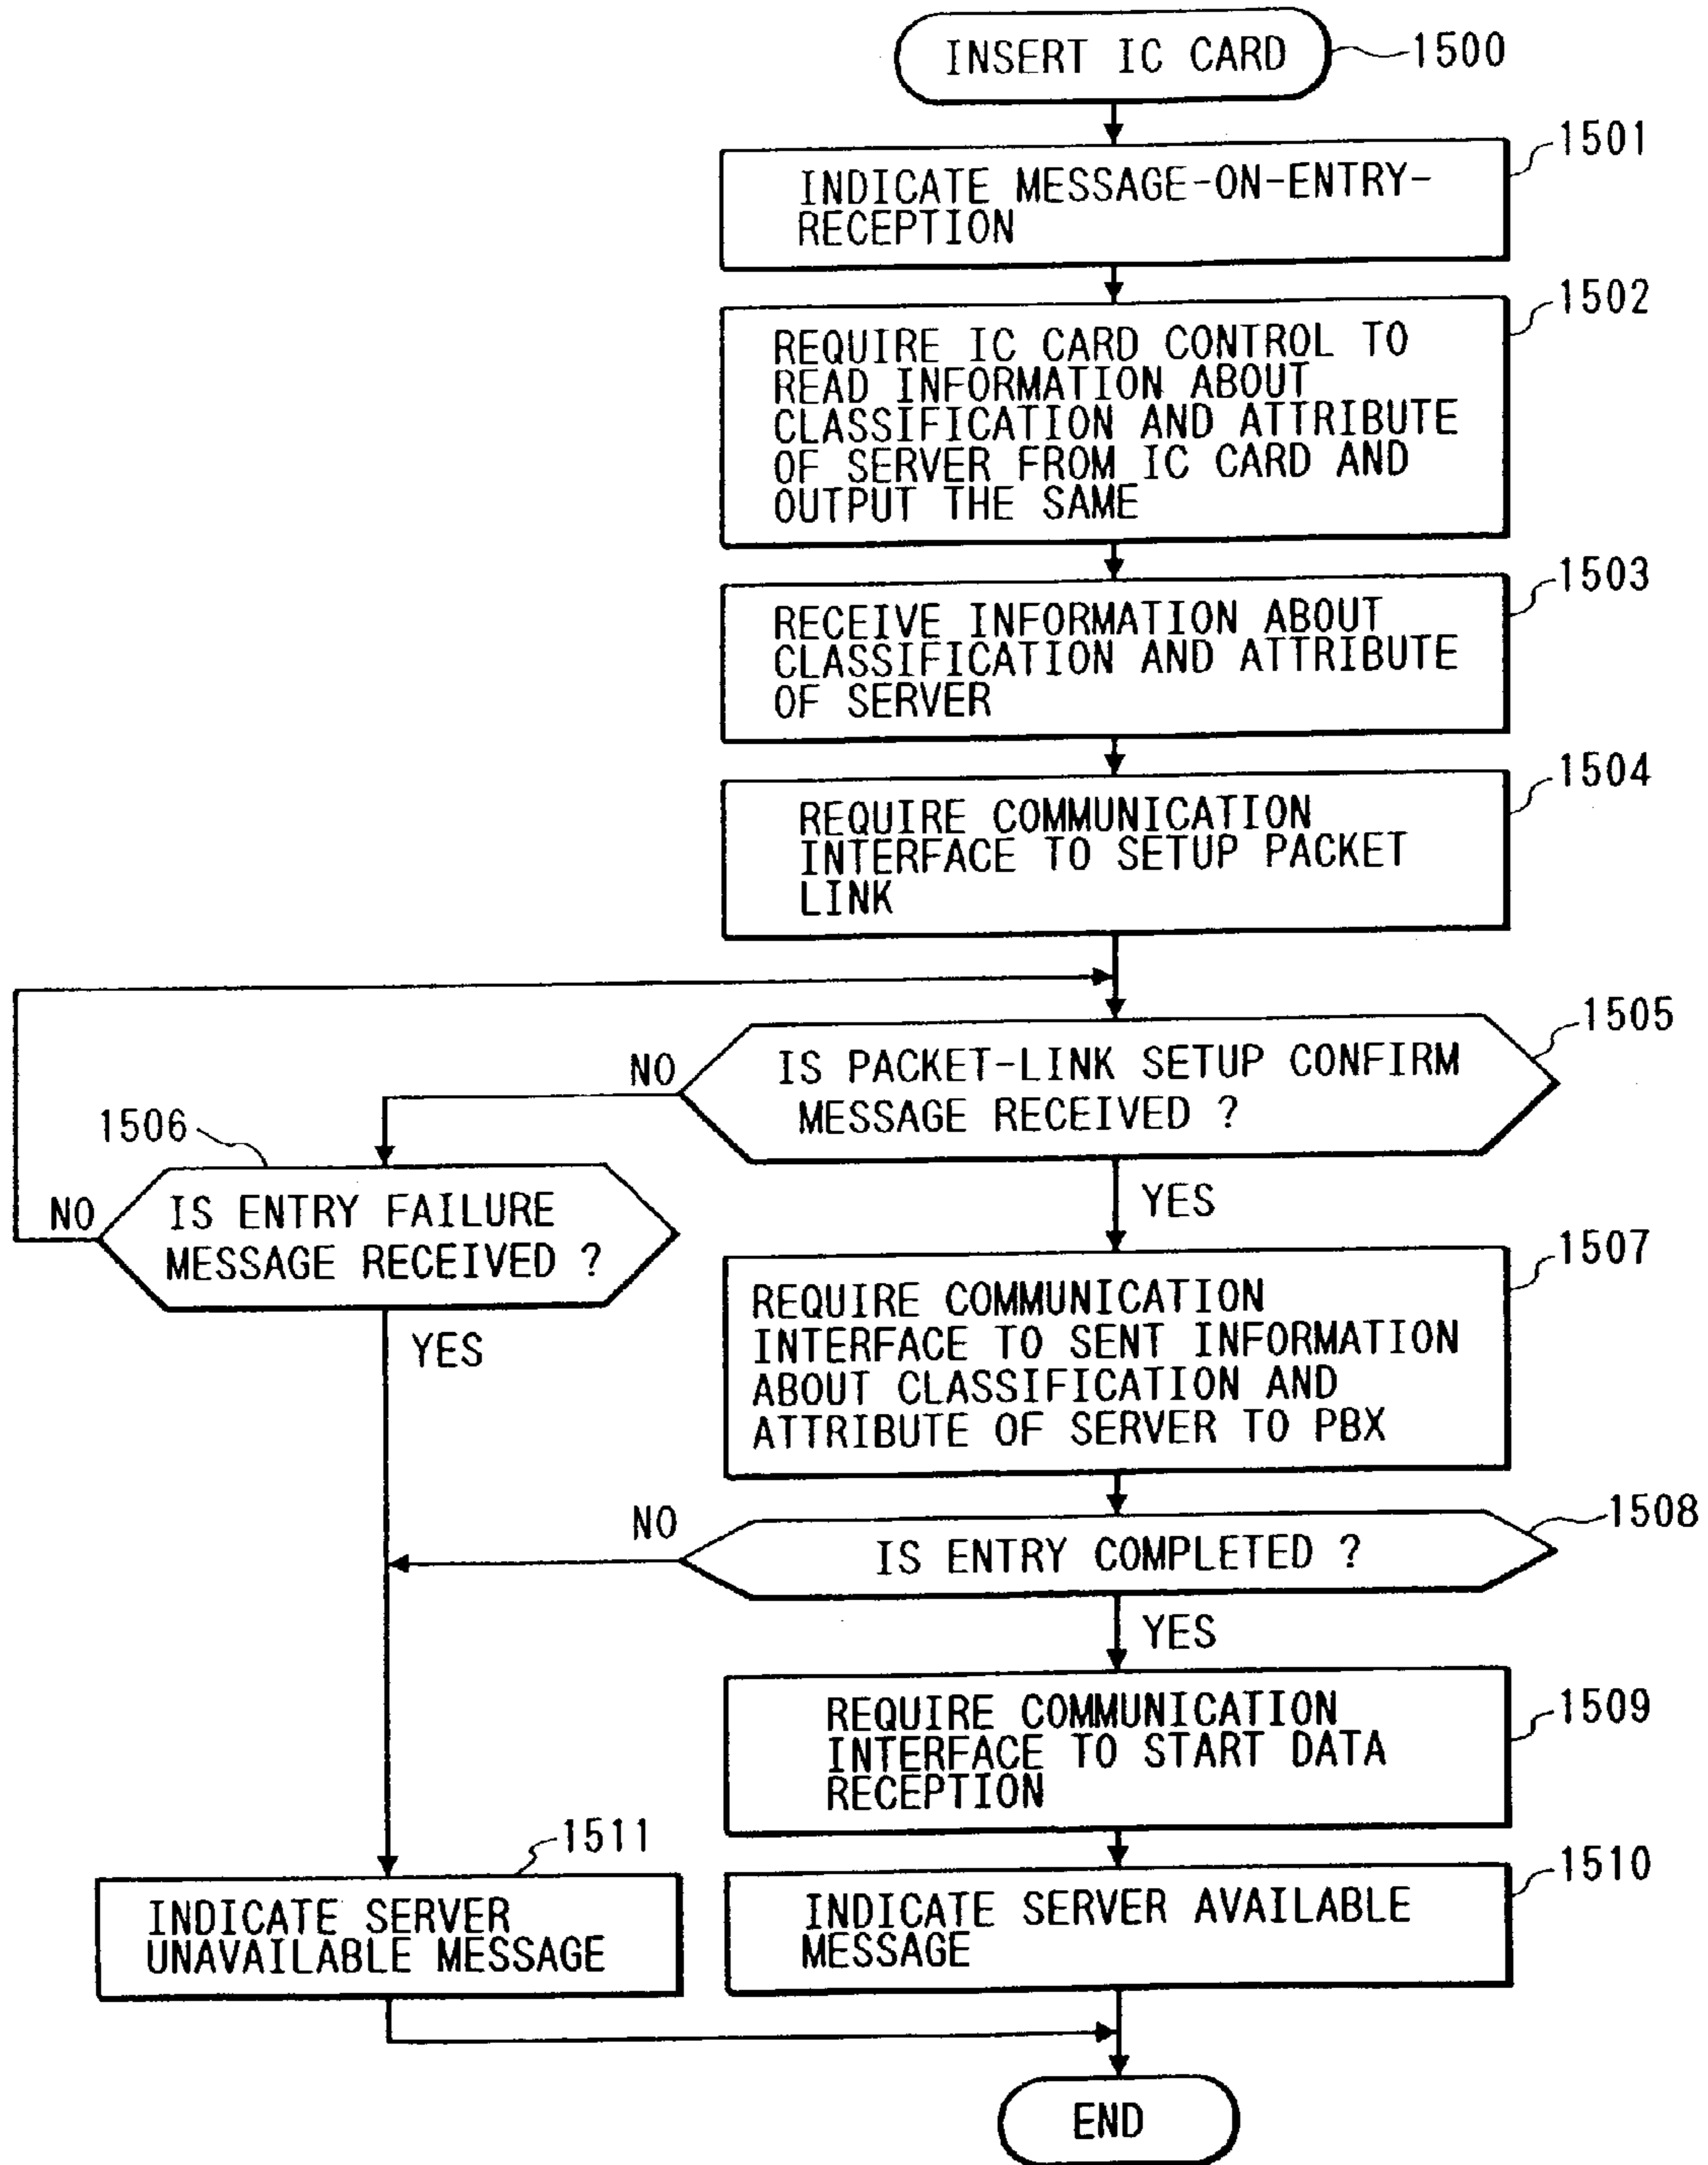 INSERT IC CARD
1500
1501
INDICATE MESSAGE-ON-ENTRY-
RECEPTION
1502
REQUIRE IC CARD CONTROL TO
READ INFORMATION ABOUT
CLASSIFICATION AND ATTRIBUTE
OF SERVER FROM IC CARD AND
OUTPUT THE SAME
1503
RECEIVE INFORMATION ABOUT
CLASSIFICATION AND ATTRIBUTE
OF SERVER
1504
REQUIRE COMMUNICATION
INTERFACE TO SETUP PACKET
LINK
1505
IS PACKET-LINK SETUP CONFIRM
MESSAGE RECEIVED ?
NO
YES
1506
IS ENTRY FAILURE
MESSAGE RECEIVED ?
NO
YES
1507
REQUIRE COMMUNICATION
INTERFACE TO SENT INFORMATION
ABOUT CLASSIFICATION AND
ATTRIBUTE OF SERVER TO PBX
1508
IS ENTRY COMPLETED ?
NO
YES
1509
REQUIRE COMMUNICATION
INTERFACE TO START DATA
RECEPTION
1510
INDICATE SERVER AVAILABLE
MESSAGE
1511
INDICATE SERVER
UNAVAILABLE MESSAGE
END